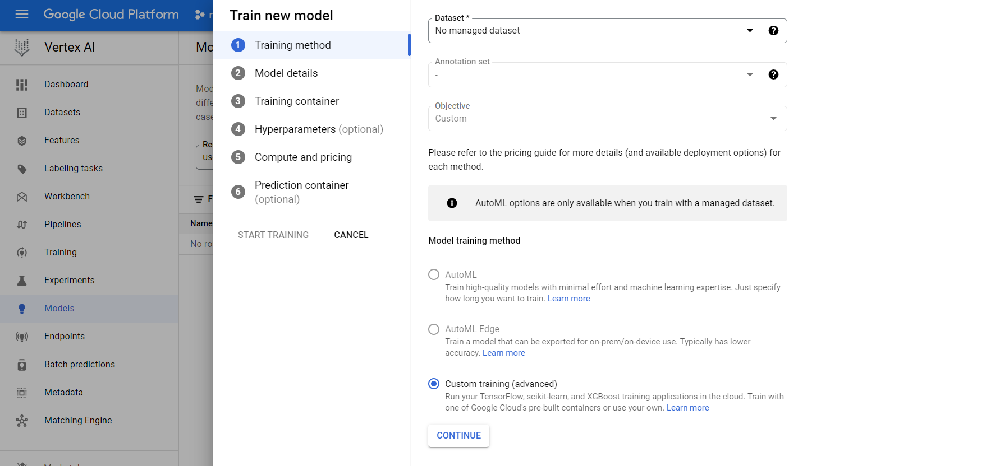 Google Cloud Platform
Vertex AI
Dashboard
Datasets
Features
Labeling tasks
Workbench
Pipelines
Training
Experiments
Models
Endpoints
Batch predictions
Metadata
Matching Engine
Name
Train new model
1 Training method
2 Model details
3 Training container
4 Hyperparameters (optional)
5 Compute and pricing
6 Prediction container
(optional)
START TRAINING CANCEL
Dataset *
No managed dataset
Annotation set
-
Objective
Custom
Please refer to the pricing guide for more details (and available deployment options) for
each method.
AutoML options are only available when you train with a managed dataset.
Model training method
AutoML
Train high-quality models with minimal effort and machine learning expertise. Just specify
how long you want to train. Learn more
AutoML Edge
Train a model that can be exported for on-prem/on-device use. Typically has lower
accuracy. Learn more
Custom training (advanced)
Run your TensorFlow, scikit-learn, and XGBoost training applications in the cloud. Train with
one of Google Cloud's pre-built containers or use your own. Learn more
CONTINUE